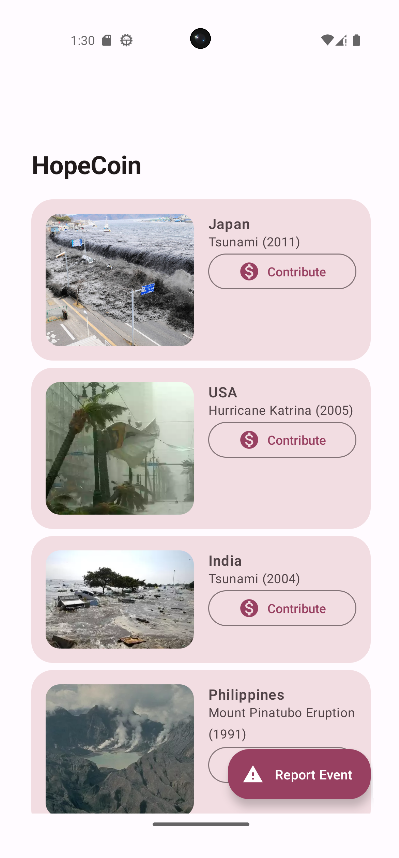 1:30
HopeCoin
Japan
Tsunami (2011)
Contribute
USA
Hurricane Katrina (2005)
Contribute
India
Tsunami (2004)
Contribute
Philippines
Mount Pinatubo Eruption
(1991)
Report Event